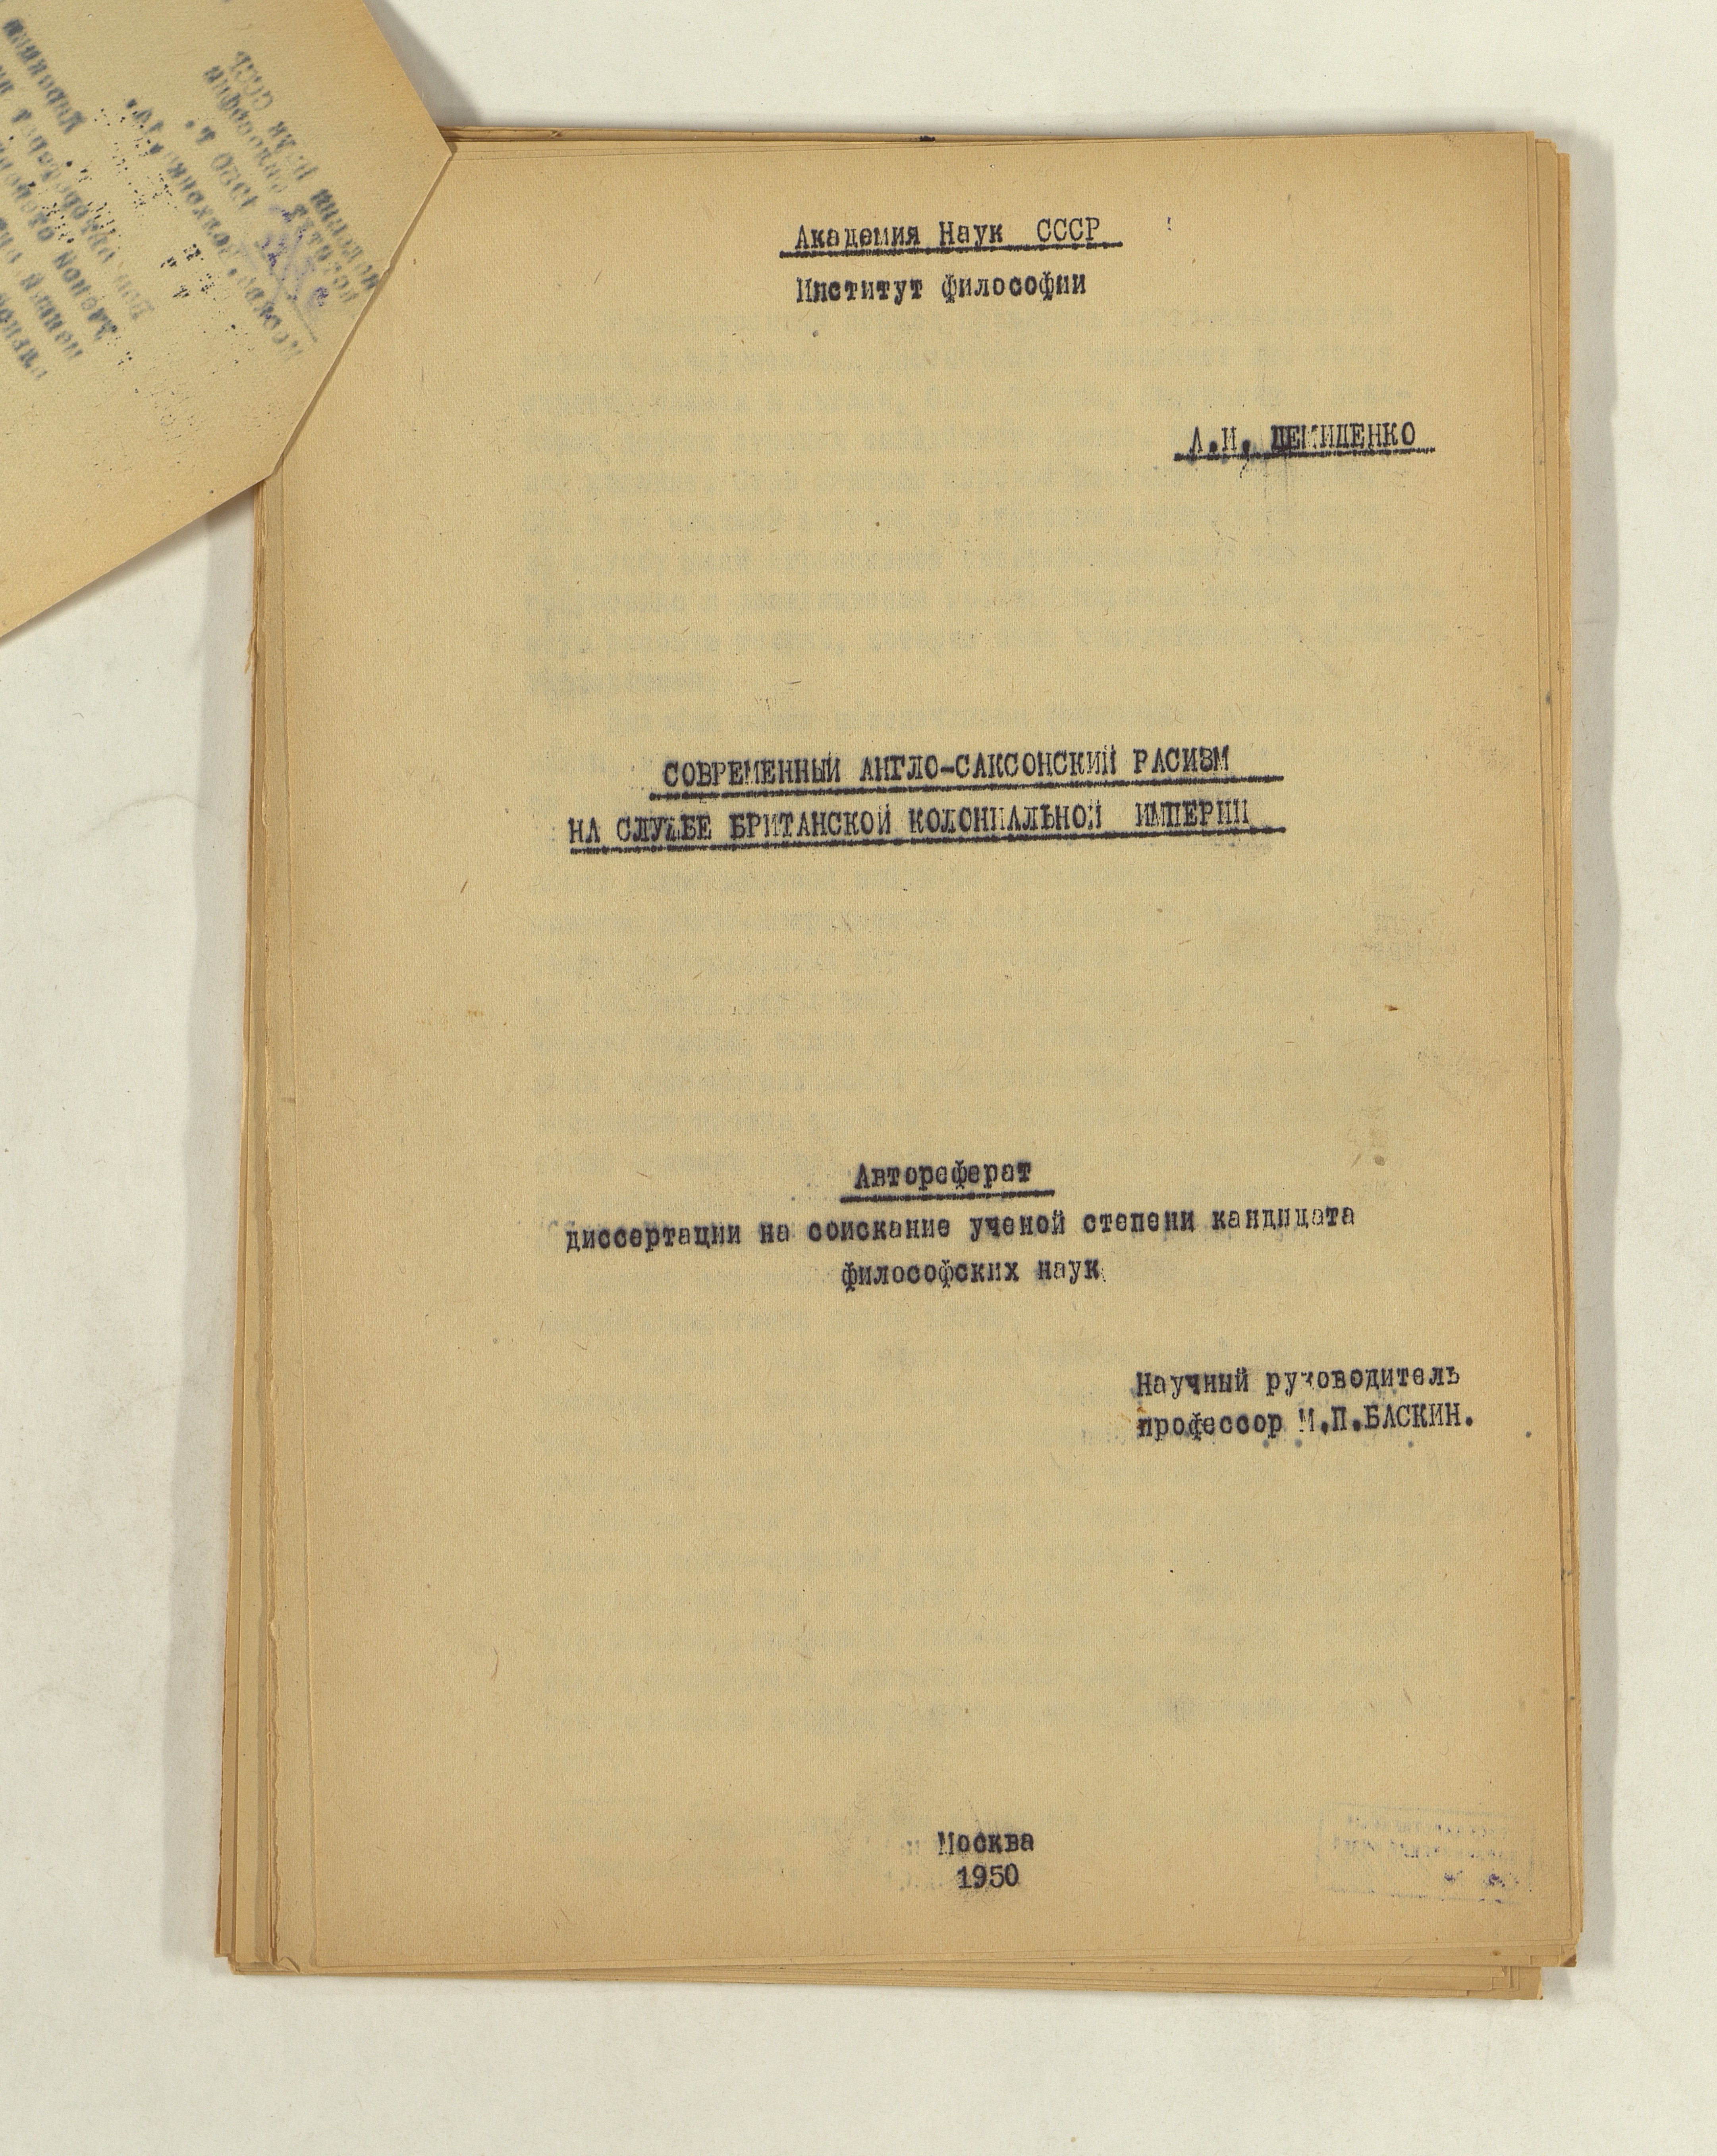 Академия Наук СССР
Институт философии
А.И. ДЕМИДЕНКО
СОВРЕМЕННЫЙ АНГЛО-САКСОНСКИЙ РАСИЗМ
НА СЛУЖБЕ БРИТАНСКОЙ КОЛОНИАЛЬНОЙ ИМПЕРИИ
Автореферат
диссертации на соискание ученой степени кандидата
философских наук
Научный руководитель
профессор М.П.БАСКИН.
Москва
1950